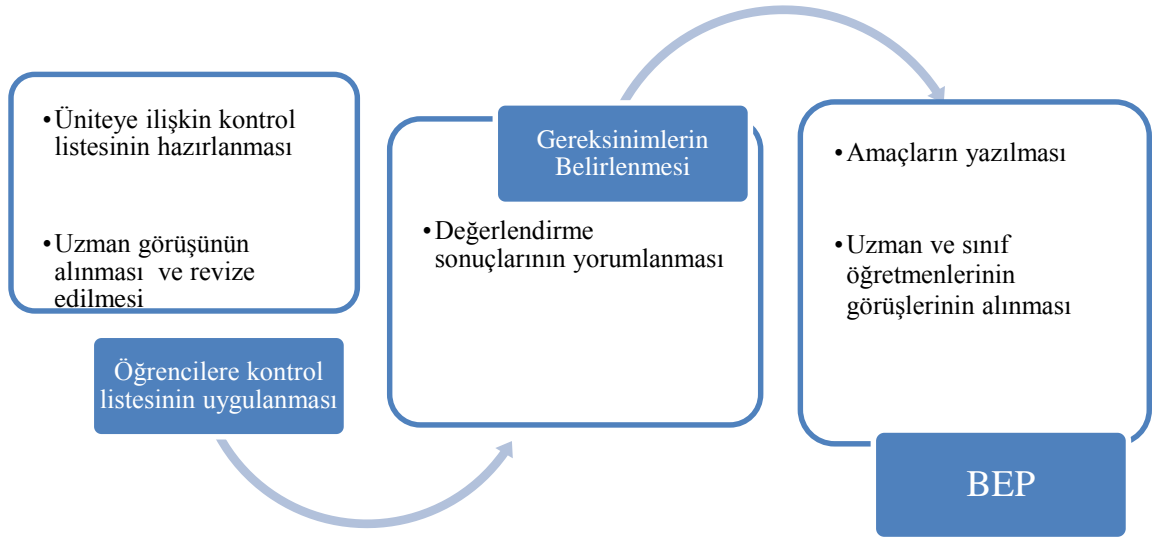 •Üniteye ilişkin kontrol
listesinin hazırlanması
•Uzman görüşünün
alınması ve revize
edilmesi
Öğrencilere kontrol
listesinin uygulanması
Gereksinimlerin
Belirlenmesi
•Değerlendirme
sonuçlarının yorumlanması
•Amaçların yazılması
•Uzman ve sınıf
öğretmenlerinin
görüşlerinin alınması
BEP